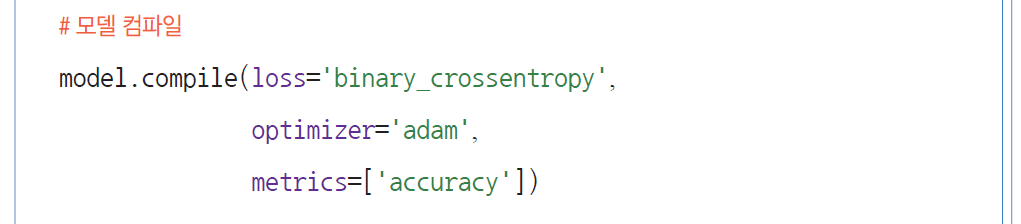 # 모델 컴파일
model.compile(loss='binary_crossentropy',
optimizer='adam',
metrics=['accuracy'])